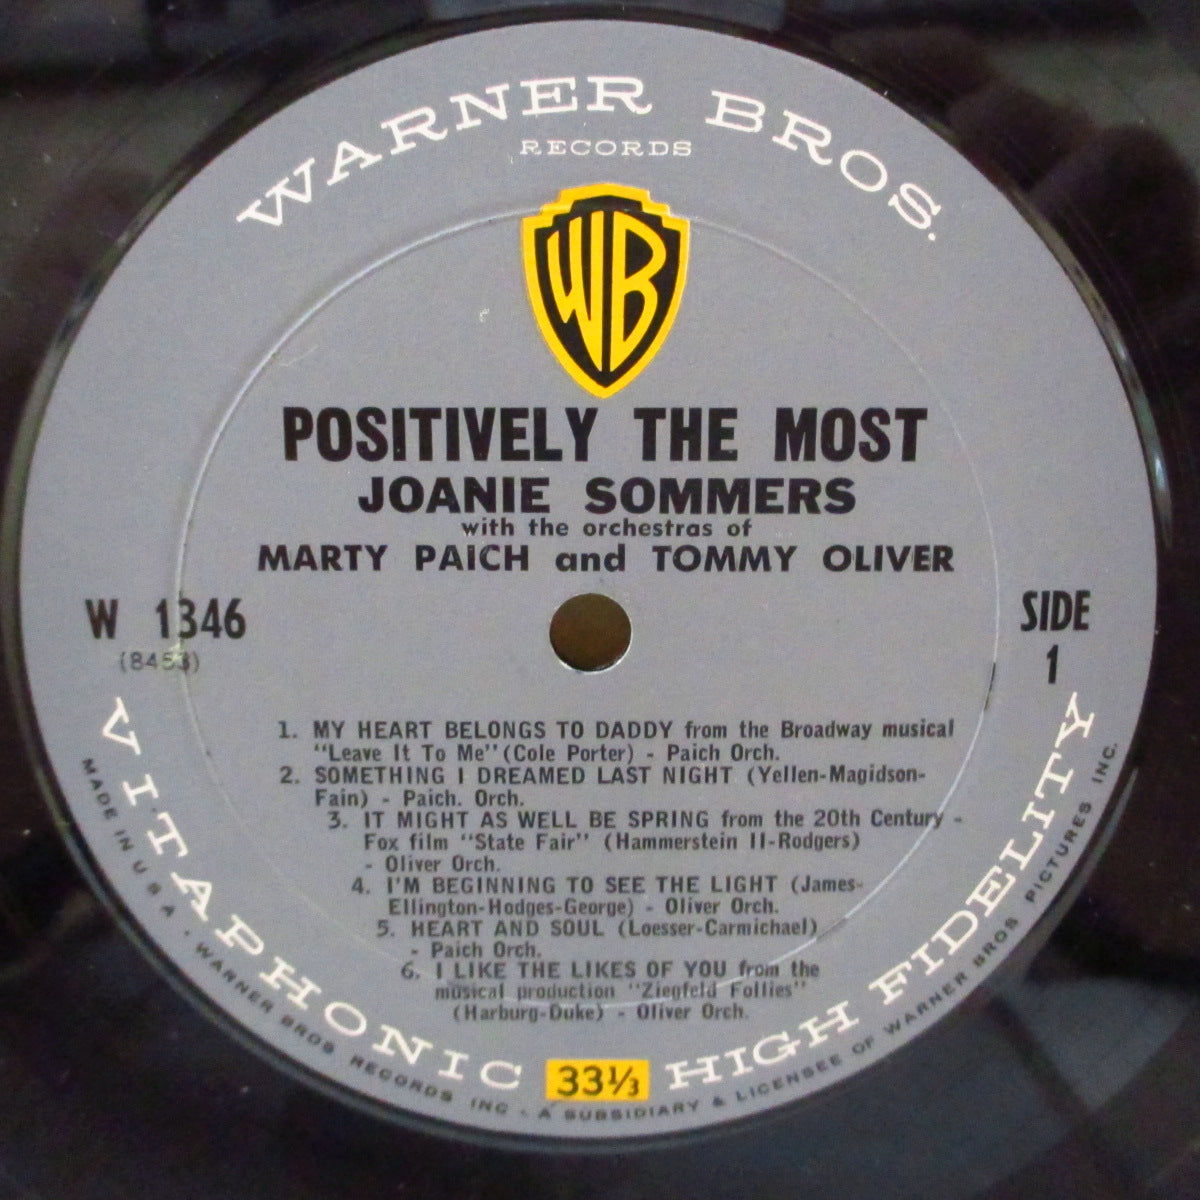 WARNER BROS.
RECORDS
WB
POSITIVELY THE MOST
JOANIE SOMMERS
with the orchestras of
MARTY PAICH and TOMMY OLIVER
W 1346
(8453)
SIDE
1
1. MY HEART BELONGS TO DADDY from the Broadway musical
"Leave It To Me" (Cole Porter) - Paich Orch.
2. SOMETHING I DREAMED LAST NIGHT (Yellen-Magidson-
Fain) - Paich. Orch.
3. IT MIGHT AS WELL BE SPRING from the 20th Century -
Fox film "State Fair" (Hammerstein II-Rodgers)
- Oliver Orch.
4. I'M BEGINNING TO SEE THE LIGHT (James-
Ellington-Hodges-George) - Oliver Orch.
5. HEART AND SOUL (Loesser-Carmichael)
- Paich Orch.
6. I LIKE THE LIKES OF YOU from the
musical production "Ziegfeld Follies"
(Harburg-Duke) - Oliver Orch.
VITAPHONIC 33⅓ HIGH FIDELITY
MADE IN U S A · WARNER BROS RECORDS INC · A SUBSIDIARY & LICENSEE OF WARNER BROS PICTURES INC.